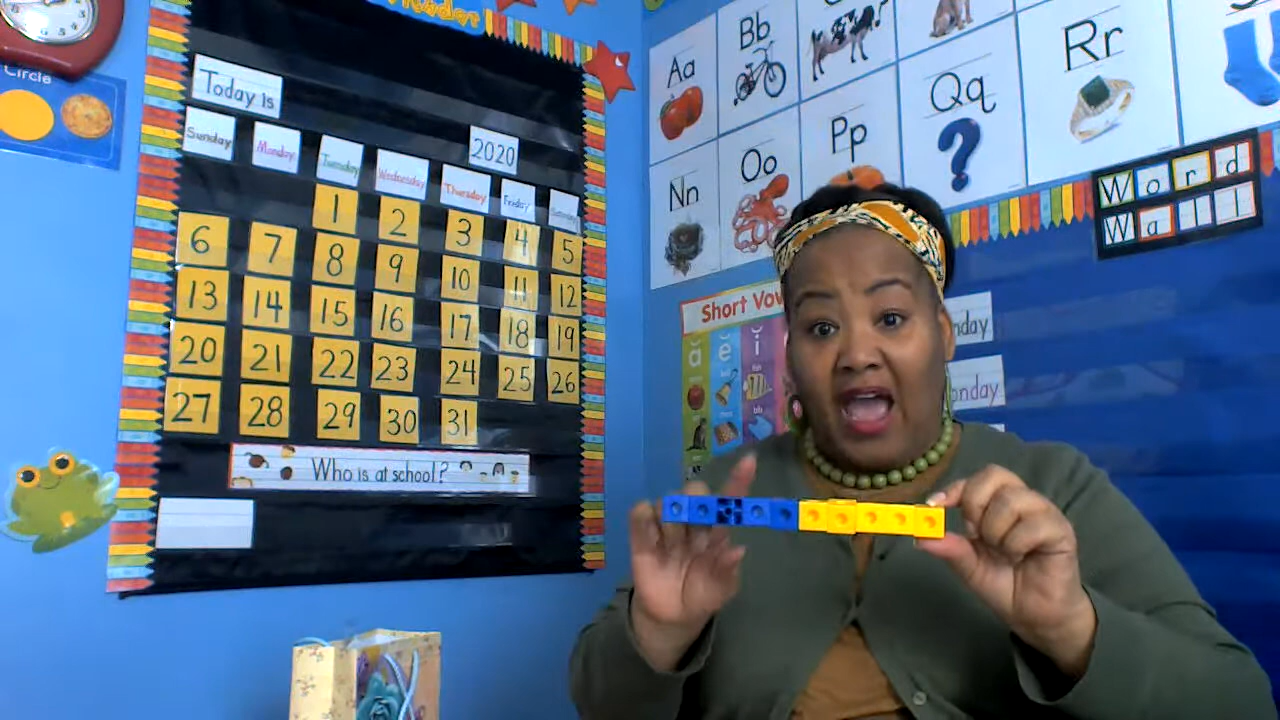 Circle
Today is
2020
Sunday Monday Tuesday Wednesday Thursday Friday Saturday
1 2 3 4 5
6 7 8 9 10 11 12
13 14 15 16 17 18 19
20 21 22 23 24 25 26
27 28 29 30 31
Who is at school?
Aa Bb
Nn Oo Pp Qq Rr
Word
Wall
Short Vow
ă ĕ ĭ
nday
onday